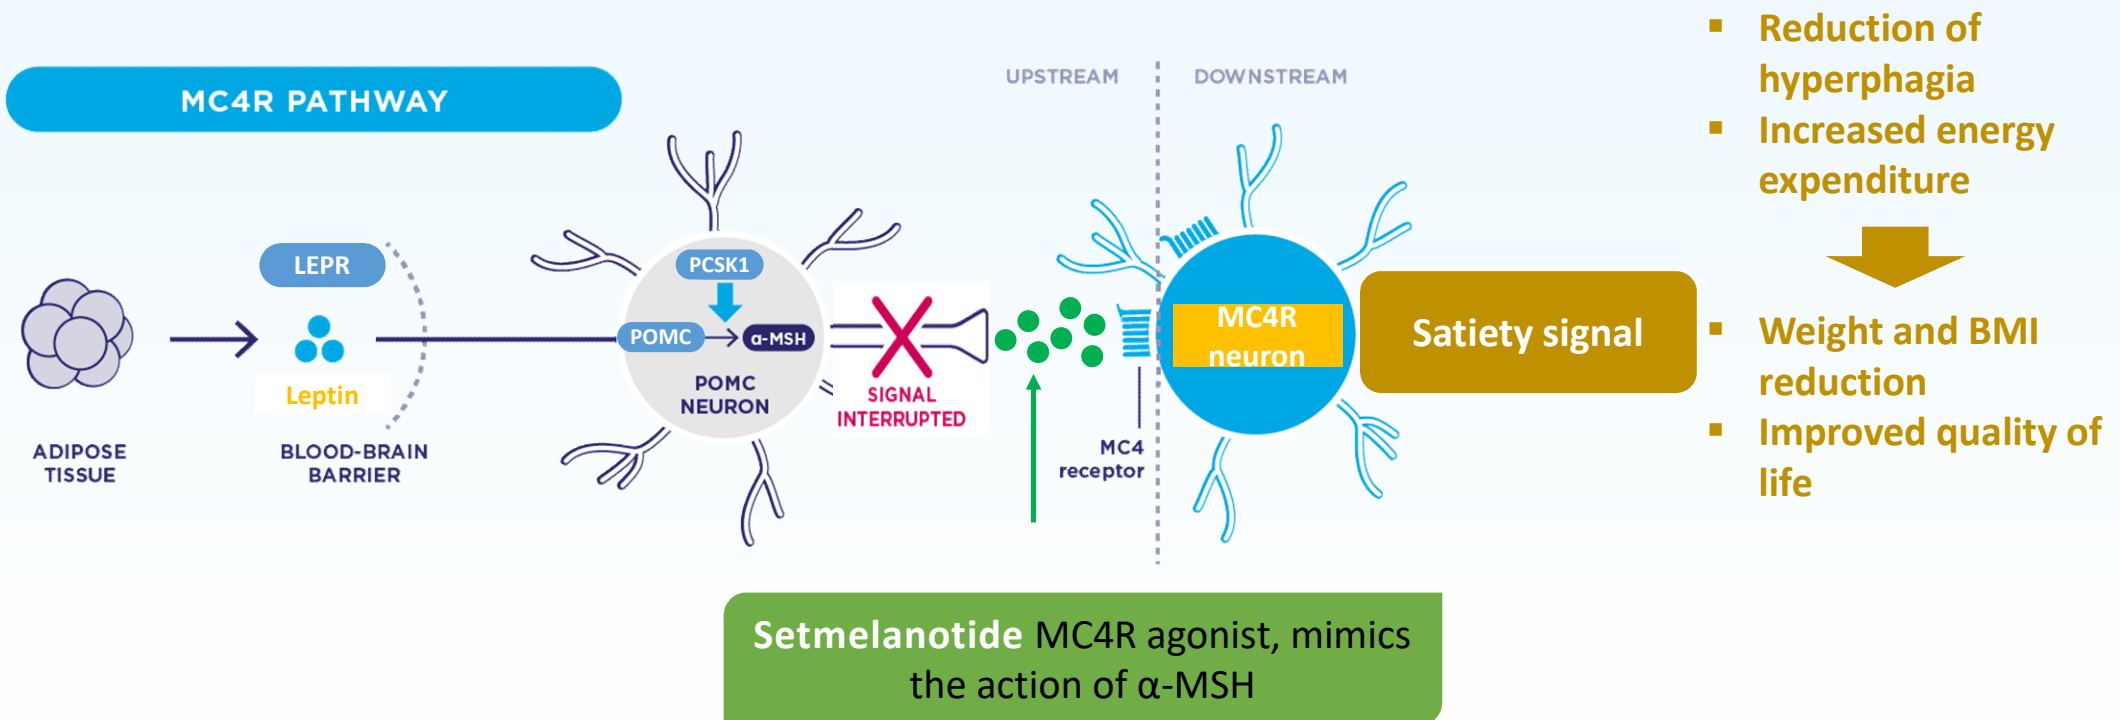 MC4R PATHWAY
UPSTREAM
DOWNSTREAM
▪ Reduction of
hyperphagia
▪ Increased energy
expenditure
LEPR
Leptin
ADIPOSE
TISSUE
BLOOD-BRAIN
BARRIER
PCSK1
POMC
α-MSH
POMC
NEURON
SIGNAL
INTERRUPTED
MC4
receptor
MC4R
neuron
Satiety signal
▪ Weight and BMI
reduction
▪ Improved quality of
life
Setmelanotide MC4R agonist, mimics
the action of α-MSH